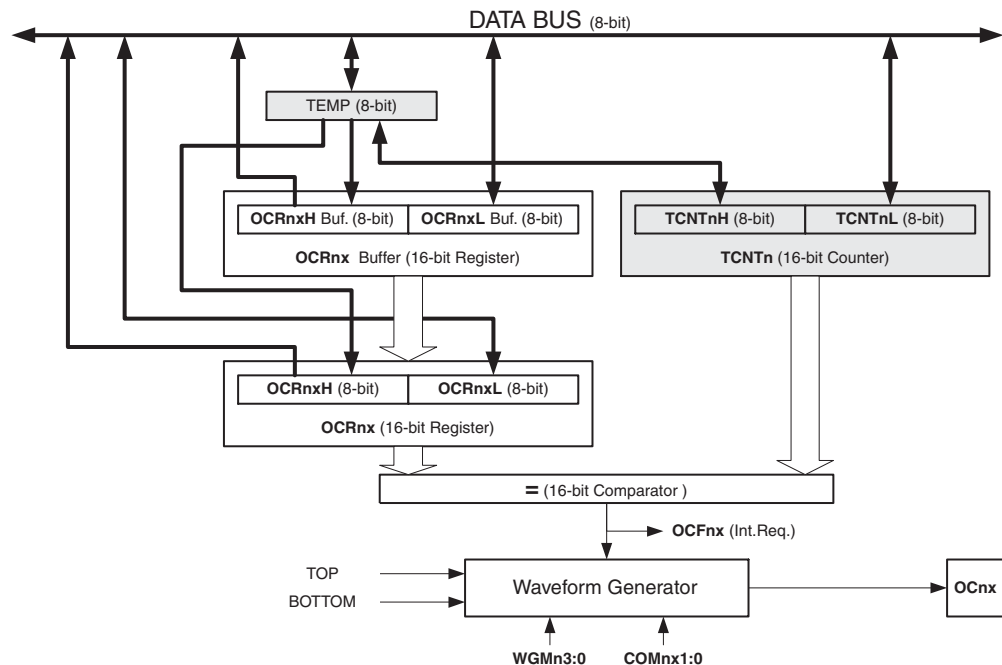 DATA BUS (8-bit)
TEMP (8-bit)
OCRnxH Buf. (8-bit) OCRnxL Buf. (8-bit)
OCRnx Buffer (16-bit Register)
TCNTnH (8-bit) TCNTnL (8-bit)
TCNTn (16-bit Counter)
OCRnxH (8-bit) OCRnxL (8-bit)
OCRnx (16-bit Register)
= (16-bit Comparator )
OCFnx (Int.Req.)
TOP
BOTTOM
Waveform Generator
OCnx
WGMn3:0 COMnx1:0